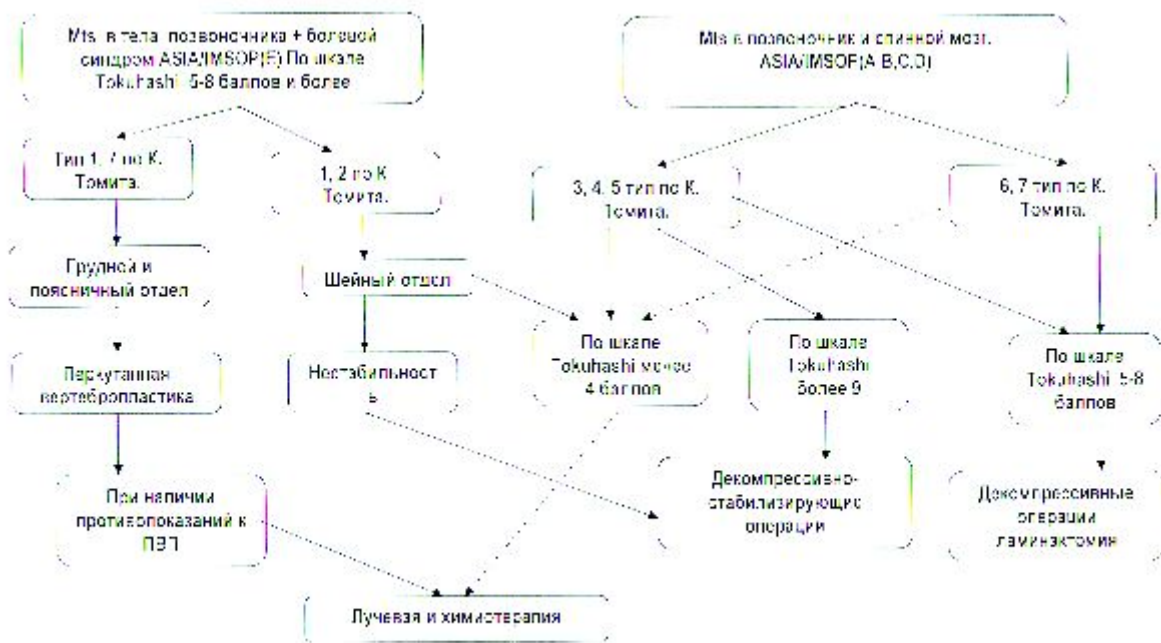 Mts в тела позвоночника + болевой
синдром ASIA/IMSOP(E) По шкале
Tokuhashi 5-8 баллов и более
Mts в позвоночник и спинной мозг.
ASIA/IMSOP(A,B,C,D)
Тип 1, 7 по К.
Томита.
1, 2 по К
Томита.
3, 4, 5 тип по К.
Томита.
6, 7 тип по К.
Томита.
Грудной и
поясничный отдел
Шейный отдел
Перкутанная
вертебропластика
Нестабильност
ь
По шкале
Tokuhashi менее
4 баллов
По шкале
Tokuhashi
более 9
По шкале
Tokuhashi 5-8
баллов
При наличии
противопоказаний к
ПВП
Декомпрессивно-
стабилизирующие
операции
Декомпрессивные
операции
ламинэктомия
Лучевая и химиотерапия